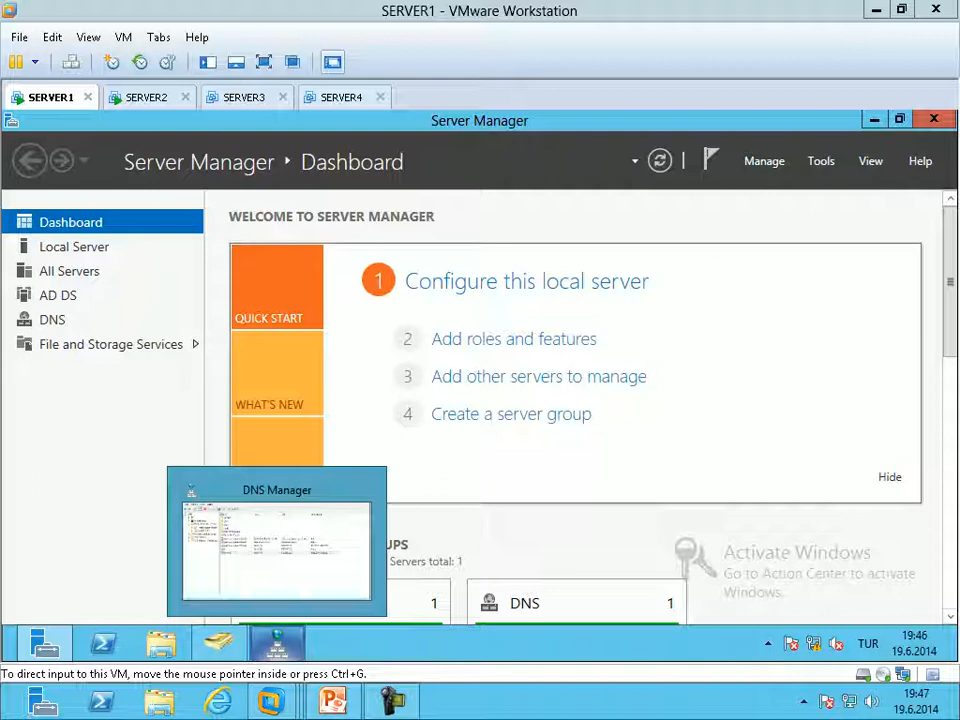 SERVER1 - VMware Workstation
File Edit View VM Tabs Help
SERVER1 SERVER2 SERVER3 SERVER4
Server Manager
Server Manager Dashboard
Manage Tools View Help
Dashboard
Local Server
All Servers
AD DS
DNS
File and Storage Services
WELCOME TO SERVER MANAGER
QUICK START
WHAT'S NEW
1 Configure this local server
2 Add roles and features
3 Add other servers to manage
4 Create a server group
Hide
DNS Manager
UPS
Servers total: 1
1
DNS 1
Activate Windows
Go to Action Center to activate
Windows.
TUR
19:46
19.6.2014
To direct input to this VM, move the mouse pointer inside or press Ctrl+G.
19:47
19.6.2014